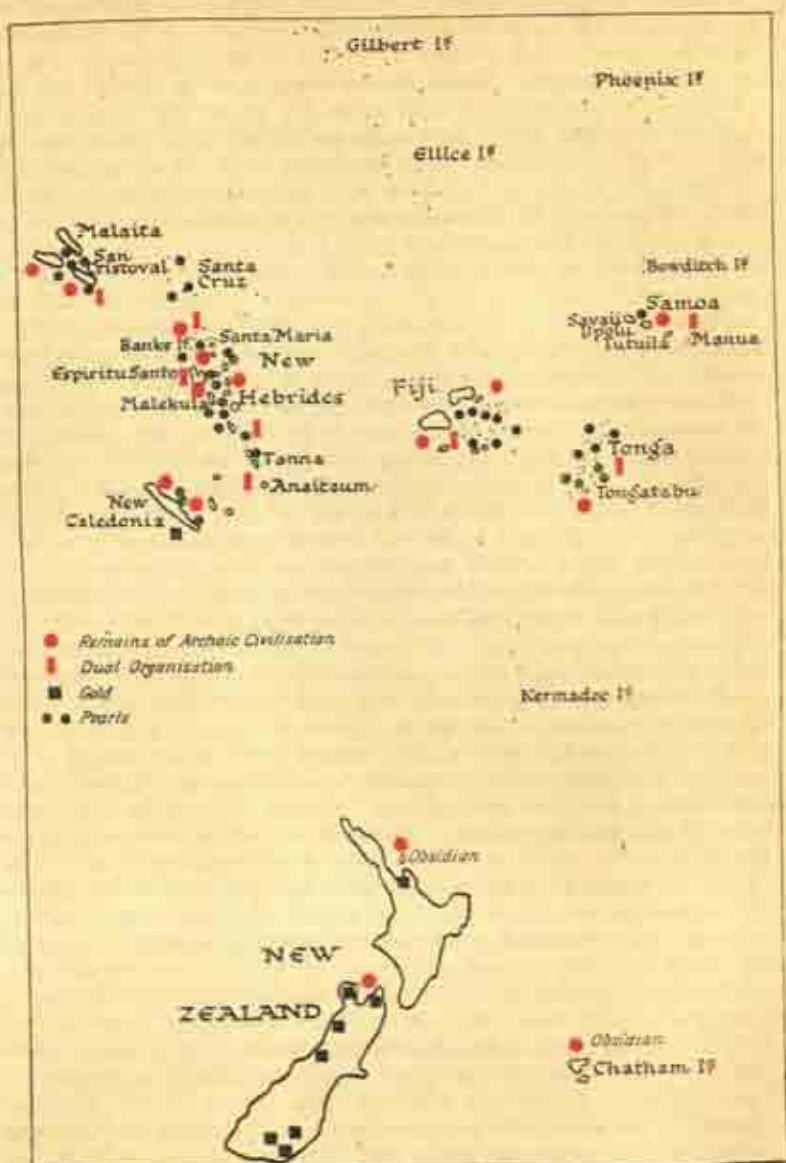 Gilbert Iˢ
Phoenix Iˢ
Ellice Iˢ
Malaita
San
Cristoval
Santa
Cruz
Bowditch Iˢ
Samoa
Savaii
Upolu
Tutuila
Manua
Banks Iˢ
Santa Maria
New
Espiritu Santo
Hebrides
Malekula
Fiji
Tanna
Tonga
Anaiteum
Tongatabu
New
Caledonia
Remains of Archaic Civilisation
Dual Organisation
Gold
Pearls
Kermadec Iˢ
Obsidian
NEW
ZEALAND
Obsidian
Chatham Iˢ